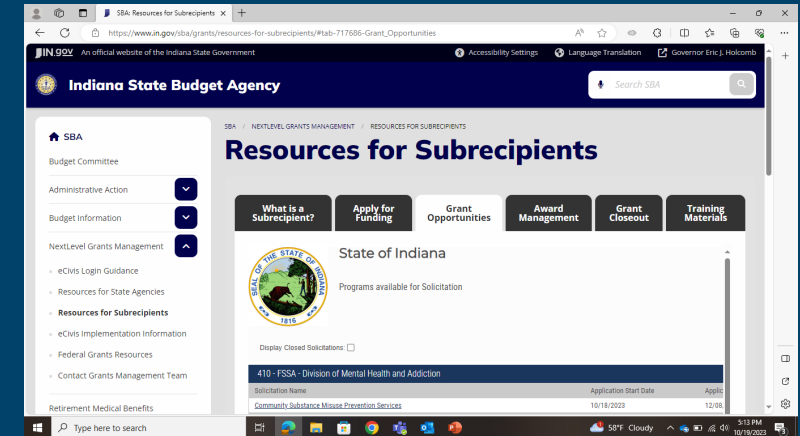 SBA: Resources for Subrecipients
https://www.in.gov/sba/grants/resources-for-subrecipients/#tab-717686-Grant_Opportunities
IN.gov An official website of the Indiana State Government
Accessibility Settings Language Translation Governor Eric J. Holcomb
Indiana State Budget Agency
Search SBA
SBA
Budget Committee
Administrative Action
Budget Information
NextLevel Grants Management
eCivis Login Guidance
Resources for State Agencies
Resources for Subrecipients
eCivis Implementation Information
Federal Grants Resources
Contact Grants Management Team
Retirement Medical Benefits
SBA / NEXTLEVEL GRANTS MANAGEMENT / RESOURCES FOR SUBRECIPIENTS
Resources for Subrecipients
What is a
Subrecipient?
Apply for
Funding
Grant
Opportunities
Award
Management
Grant
Closeout
Training
Materials
SEAL OF THE STATE OF INDIANA
1816
State of Indiana
Programs available for Solicitation
Display Closed Solicitations:
410 - FSSA - Division of Mental Health and Addiction
Solicitation Name Application Start Date Applic
Community Substance Misuse Prevention Services 10/18/2023 12/08,
Type here to search
58°F Cloudy
5:13 PM
10/19/2023